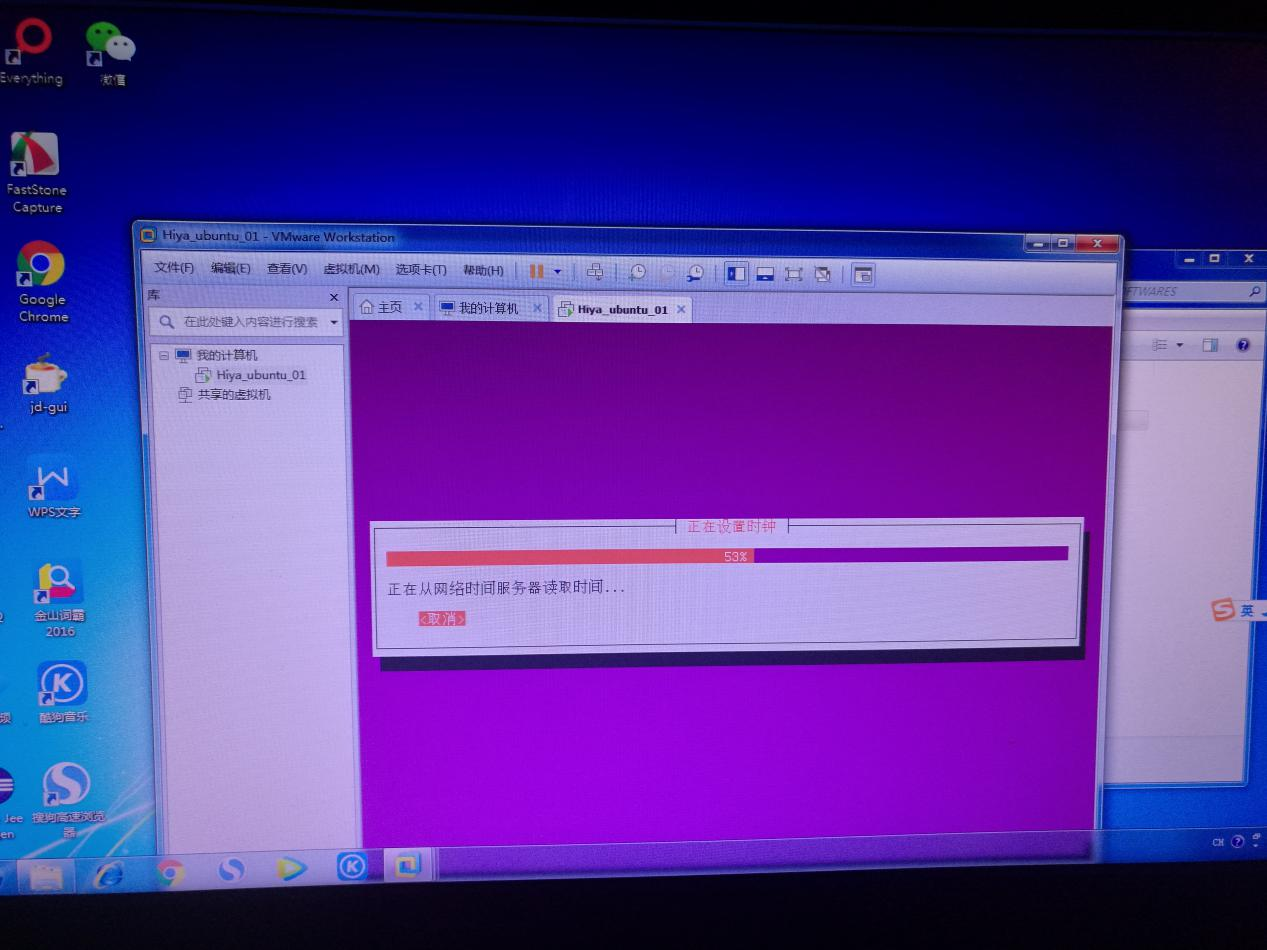 Everything
微信
FastStone
Capture
Google
Chrome
jd-gui
WPS文字
金山词霸
2016
酷狗音乐
搜狗高速浏览
器
Jee
en
Hiya_ubuntu_01 - VMware Workstation
文件(F) 编辑(E) 查看(V) 虚拟机(M) 选项卡(T) 帮助(H)
库
在此处键入内容进行搜索
我的计算机
Hiya_ubuntu_01
共享的虚拟机
主页 我的计算机 Hiya_ubuntu_01
正在设置时钟
53%
正在从网络时间服务器读取时间...
<取消>
FTWARES
英
CH